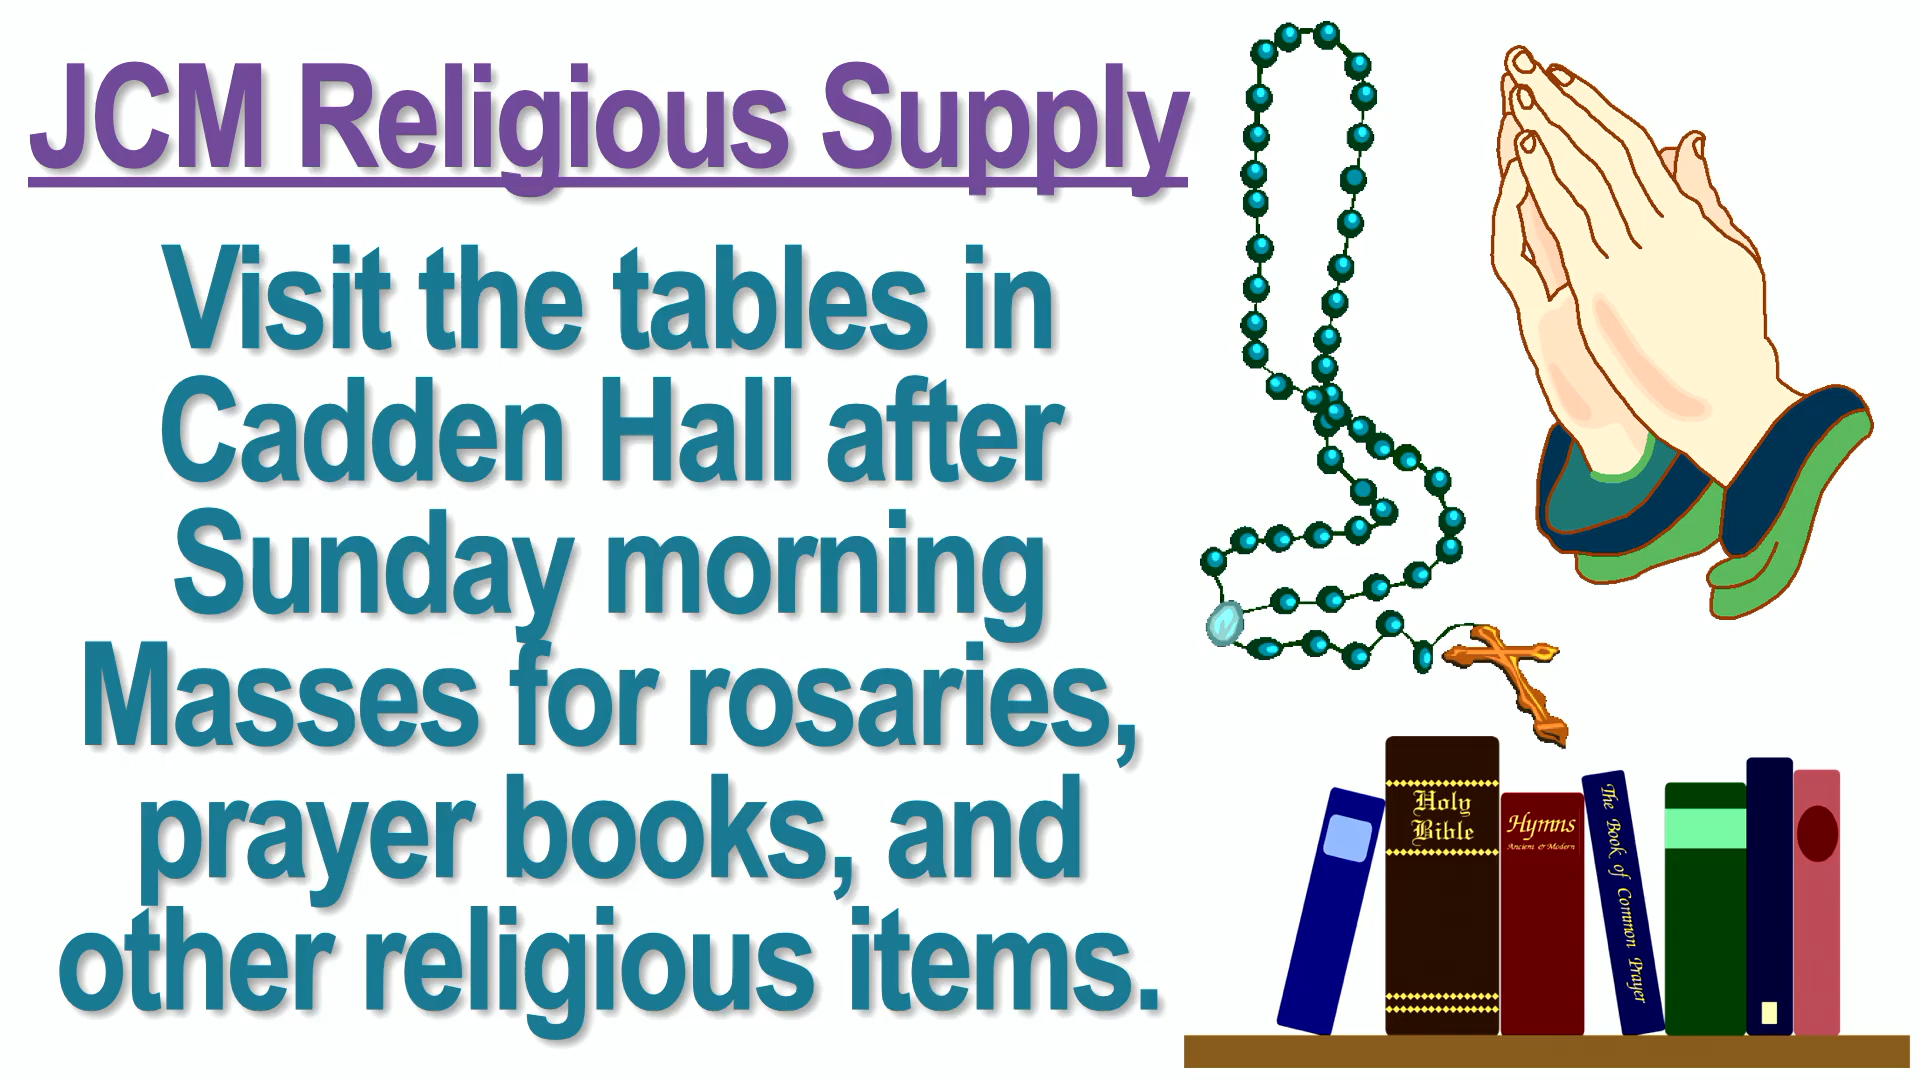 JCM Religious Supply
Visit the tables in
Cadden Hall after
Sunday morning
Masses for rosaries,
prayer books, and
other religious items.
Holy
Bible
Hymns
Ancient & Modern
The Book of Common Prayer